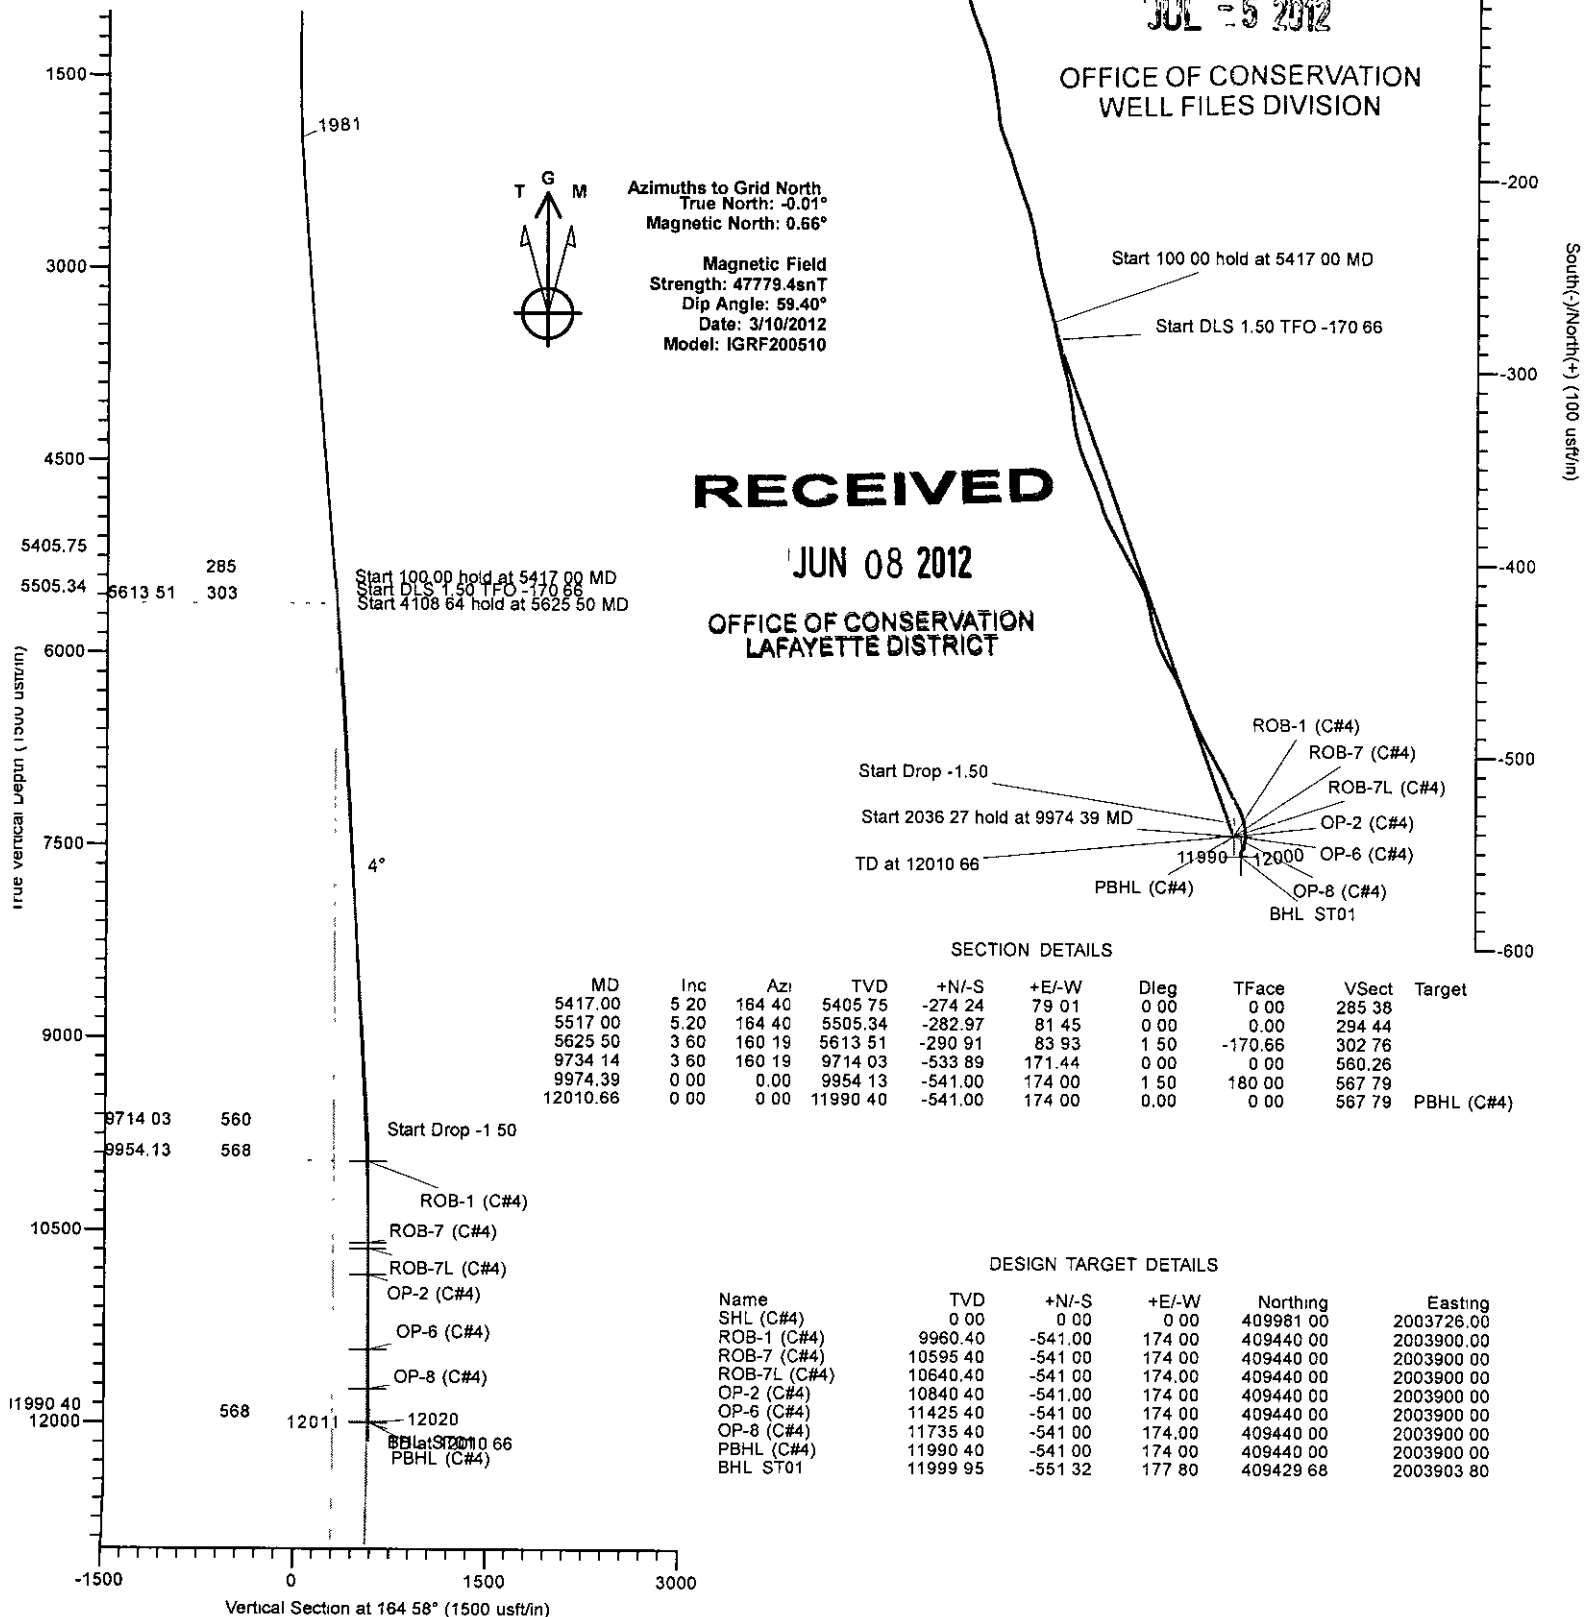 JUL - 5 2012
OFFICE OF CONSERVATION
WELL FILES DIVISION
1500
1981
T G M
Azimuths to Grid North
True North: -0.01°
Magnetic North: 0.66°
Magnetic Field
Strength: 47779.4snT
Dip Angle: 59.40°
Date: 3/10/2012
Model: IGRF200510
-200
Start 100 00 hold at 5417 00 MD
Start DLS 1.50 TFO -170 66
South(-)/North(+) (100 usft/in)
3000
-300
4500
RECEIVED
JUN 08 2012
OFFICE OF CONSERVATION
LAFAYETTE DISTRICT
-400
5405.75
285
5505.34
5613 51 303
Start 100.00 hold at 5417 00 MD
Start DLS 1.50 TFO -170 66
Start 4108 64 hold at 5625 50 MD
6000
True Vertical Depth (1500 usft/in)
-500
ROB-1 (C#4)
ROB-7 (C#4)
ROB-7L (C#4)
OP-2 (C#4)
OP-6 (C#4)
OP-8 (C#4)
BHL ST01
Start Drop -1.50
Start 2036 27 hold at 9974 39 MD
TD at 12010 66
11990 12000
PBHL (C#4)
-600
7500
4°
SECTION DETAILS
MD Inc Azi TVD +N/-S +E/-W Dleg TFace VSect Target
5417.00 5 20 164 40 5405 75 -274 24 79 01 0 00 0 00 285 38
5517 00 5.20 164 40 5505.34 -282.97 81 45 0 00 0.00 294 44
5625 50 3 60 160 19 5613 51 -290 91 83 93 1 50 -170.66 302 76
9734 14 3 60 160 19 9714 03 -533 89 171.44 0 00 0 00 560.26
9974.39 0 00 0.00 9954 13 -541.00 174 00 1 50 180 00 567 79
12010.66 0 00 0 00 11990 40 -541.00 174 00 0.00 0 00 567 79 PBHL (C#4)
9000
9714 03 560
Start Drop -1 50
9954.13 568
ROB-1 (C#4)
10500
ROB-7 (C#4)
ROB-7L (C#4)
OP-2 (C#4)
OP-6 (C#4)
OP-8 (C#4)
11990 40
568
12000
12011 12020
PBHL (C#4)
DESIGN TARGET DETAILS
Name TVD +N/-S +E/-W Northing Easting
SHL (C#4) 0 00 0 00 0 00 409981 00 2003726.00
ROB-1 (C#4) 9960.40 -541.00 174 00 409440 00 2003900.00
ROB-7 (C#4) 10595 40 -541 00 174 00 409440 00 2003900 00
ROB-7L (C#4) 10640.40 -541 00 174.00 409440 00 2003900 00
OP-2 (C#4) 10840 40 -541.00 174 00 409440 00 2003900 00
OP-6 (C#4) 11425 40 -541 00 174 00 409440 00 2003900 00
OP-8 (C#4) 11735 40 -541 00 174.00 409440 00 2003900 00
PBHL (C#4) 11990 40 -541 00 174 00 409440 00 2003900 00
BHL ST01 11999 95 -551 32 177 80 409429 68 2003903 80
-1500 0 1500 3000
Vertical Section at 164 58° (1500 usft/in)